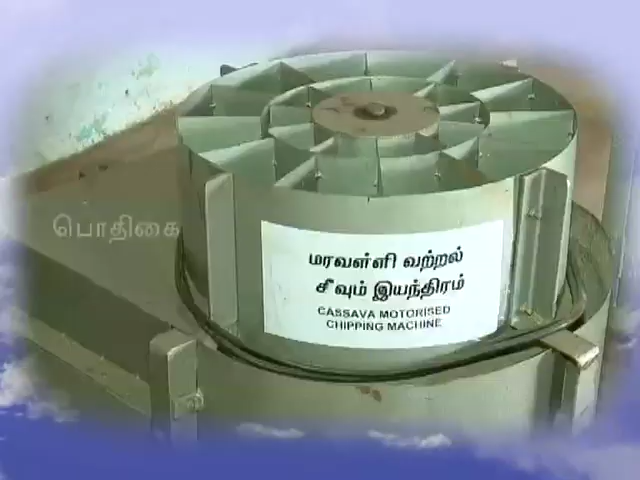 பொதிகை
மரவள்ளி வற்றல்
சீவும் இயந்திரம்
CASSAVA MOTORISED
CHIPPING MACHINE